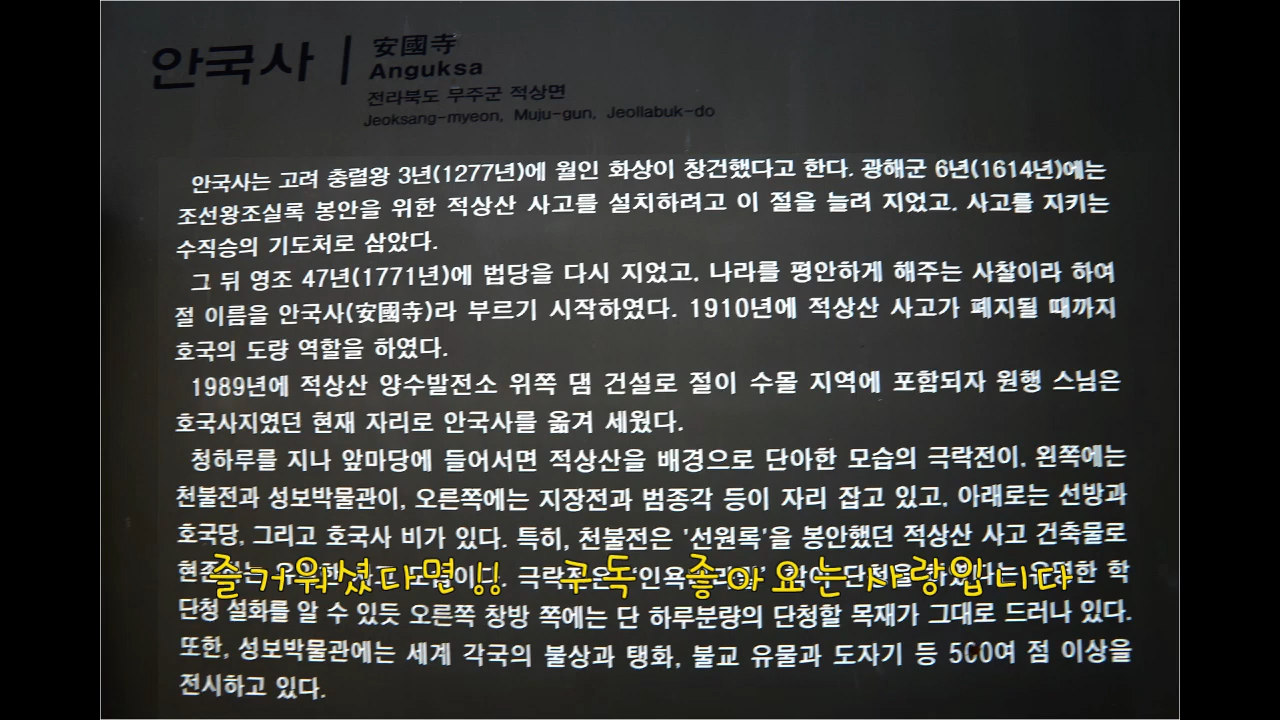 안국사 | 安國寺
Anguksa
전라북도 무주군 적상면
Jeoksang-myeon, Muju-gun, Jeollabuk-do
안국사는 고려 충렬왕 3년(1277년)에 월인 화상이 창건했다고 한다. 광해군 6년(1614년)에는
조선왕조실록 봉안을 위한 적상산 사고를 설치하려고 이 절을 늘려 지었고, 사고를 지키는
수직승의 기도처로 삼았다.
그 뒤 영조 47년(1771년)에 법당을 다시 지었고, 나라를 평안하게 해주는 사찰이라 하여
절 이름을 안국사(安國寺)라 부르기 시작하였다. 1910년에 적상산 사고가 폐지될 때까지
호국의 도량 역할을 하였다.
1989년에 적상산 양수발전소 위쪽 댐 건설로 절이 수몰 지역에 포함되자 원행 스님은
호국사지였던 현재 자리로 안국사를 옮겨 세웠다.
청하루를 지나 앞마당에 들어서면 적상산을 배경으로 단아한 모습의 극락전이, 왼쪽에는
천불전과 성보박물관이, 오른쪽에는 지장전과 범종각 등이 자리 잡고 있고, 아래로는 선방과
호국당, 그리고 호국사 비가 있다. 특히, 천불전은 '선원록'을 봉안했던 적상산 사고 건축물로
극락전은 단청을 유명한 학
즐거워셨다면!! 구독 좋아요는 사랑입니다
단청 설화를 알 수 있듯 오른쪽 창방 쪽에는 단 하루분량의 단청할 목재가 그대로 드러나 있다.
또한, 성보박물관에는 세계 각국의 불상과 탱화, 불교 유물과 도자기 등 500여 점 이상을
전시하고 있다.